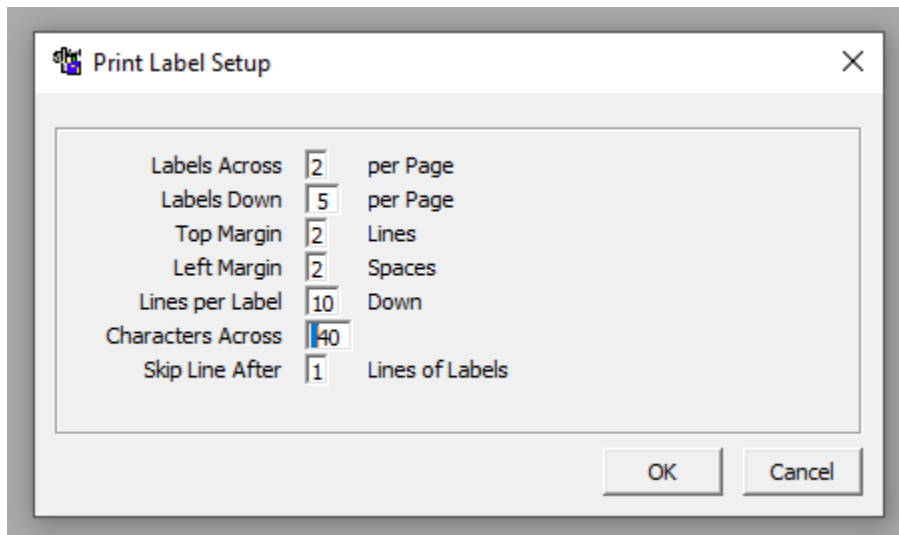 Print Label Setup
Labels Across 2 per Page
Labels Down 5 per Page
Top Margin 2 Lines
Left Margin 2 Spaces
Lines per Label 10 Down
Characters Across 40
Skip Line After 1 Lines of Labels
OK Cancel